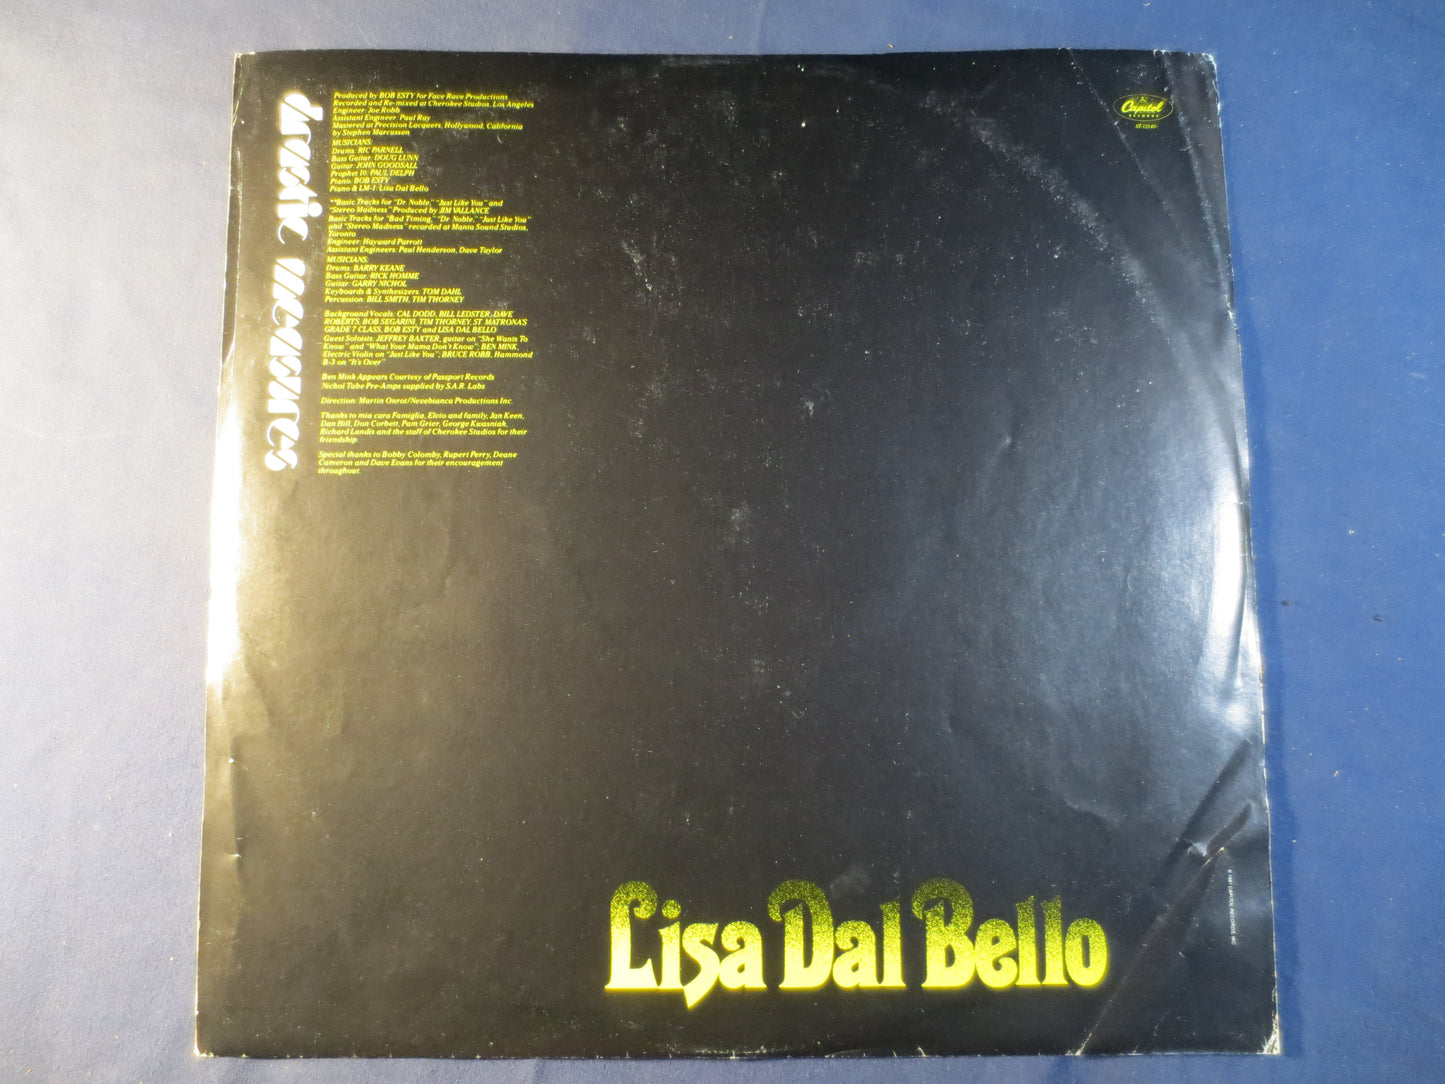 drastic measures
Produced by BOB ESTY for Fave Rave Productions
Recorded and Re-mixed at Cherokee Studios, Los Angeles
Engineer: Joe Robb
Assistant Engineer: Paul Ray
Mastered at Precision Lacquers, Hollywood, California
by Stephen Marcussen
MUSICIANS:
Drums: RIC PARNELL
Bass Guitar: DOUG LUNN
Guitar: JOHN GOODSALL
Prophet 10: PAUL DELPH
Piano: BOB ESTY
Piano & LM-1: Lisa Dal Bello
**Basic Tracks for "Dr. Noble," "Just Like You" and
"Stereo Madness" Produced by JIM VALLANCE
Basic Tracks for "Bad Timing," "Dr. Noble," "Just Like You"
and "Stereo Madness" recorded at Manta Sound Studios,
Toronto
Engineer: Hayward Parrott
Assistant Engineers: Paul Henderson, Dave Taylor
MUSICIANS:
Drums: BARRY KEANE
Bass Guitar: RICK HOMME
Guitar: GARRY NICHOL
Keyboards & Synthesizers: TOM DAHL
Percussion: BILL SMITH, TIM THORNEY
Background Vocals: CAL DODD, BILL LEDSTER, DAVE
ROBERTS, BOB SEGARINI, TIM THORNEY, ST. MATRONA'S
GRADE 7 CLASS, BOB ESTY and LISA DAL BELLO
Guest Soloists: JEFFREY BAXTER, guitar on "She Wants To
Know" and "What Your Mama Don't Know"; BEN MINK,
Electric Violin on "Just Like You"; BRUCE ROBB, Hammond
B-3 on "It's Over"
Ben Mink Appears Courtesy of Passport Records
Nichol Tube Pre-Amps supplied by S.A.R. Labs
Direction: Martin Onrot/Nevebianca Productions Inc.
Thanks to mia cara Famiglia, Elvio and family, Jan Keen,
Dan Hill, Don Corbett, Pam Grier, George Kwasniak,
Richard Landis and the staff of Cherokee Studios for their
friendship.
Special thanks to Bobby Colomby, Rupert Perry, Deane
Cameron and Dave Evans for their encouragement
throughout.
Capitol
RECORDS
ST-12140
© 1981 CAPITOL RECORDS, INC.
Lisa Dal Bello